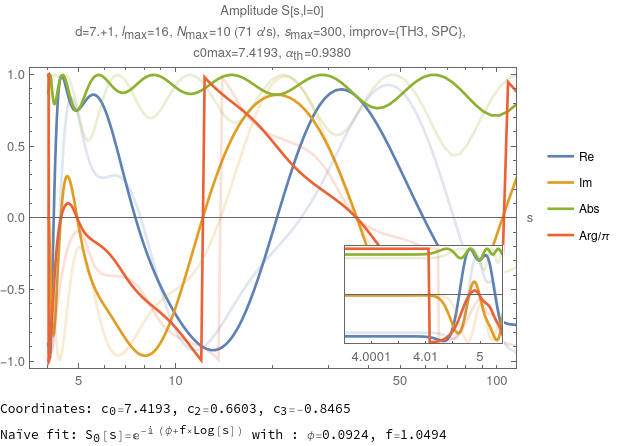 Amplitude S[s,l=0]
d=7.+1, lmax=16, Nmax=10 (71 α's), smax=300, improv={TH3, SPC},
c0max=7.4193, αth=0.9380
1.0
0.5
0.0
-0.5
-1.0
5
10
50
100
s
Re
Im
Abs
Arg/π
4.0001
4.01
5
Coordinates: c0=7.4193, c2=0.6603, c3=-0.8465
Naïve fit: S0[s]=e^-i (ϕ+f×Log[s]) with : ϕ=0.0924, f=1.0494